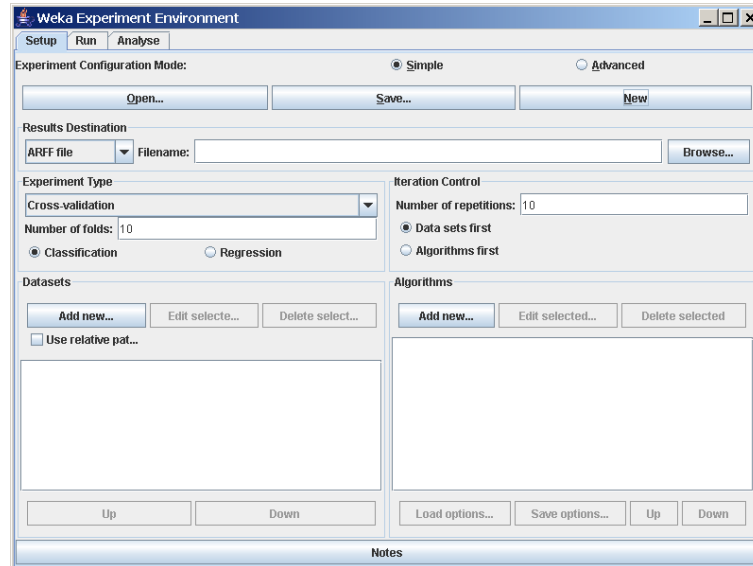 Weka Experiment Environment
Setup Run Analyse
Experiment Configuration Mode: Simple Advanced
Open... Save... New
Results Destination
ARFF file Filename: Browse...
Experiment Type Iteration Control
Cross-validation Number of repetitions: 10
Number of folds: 10 Data sets first
Classification Regression Algorithms first
Datasets Algorithms
Add new... Edit selecte... Delete select... Add new... Edit selected... Delete selected
Use relative pat...
Up Down Load options... Save options... Up Down
Notes